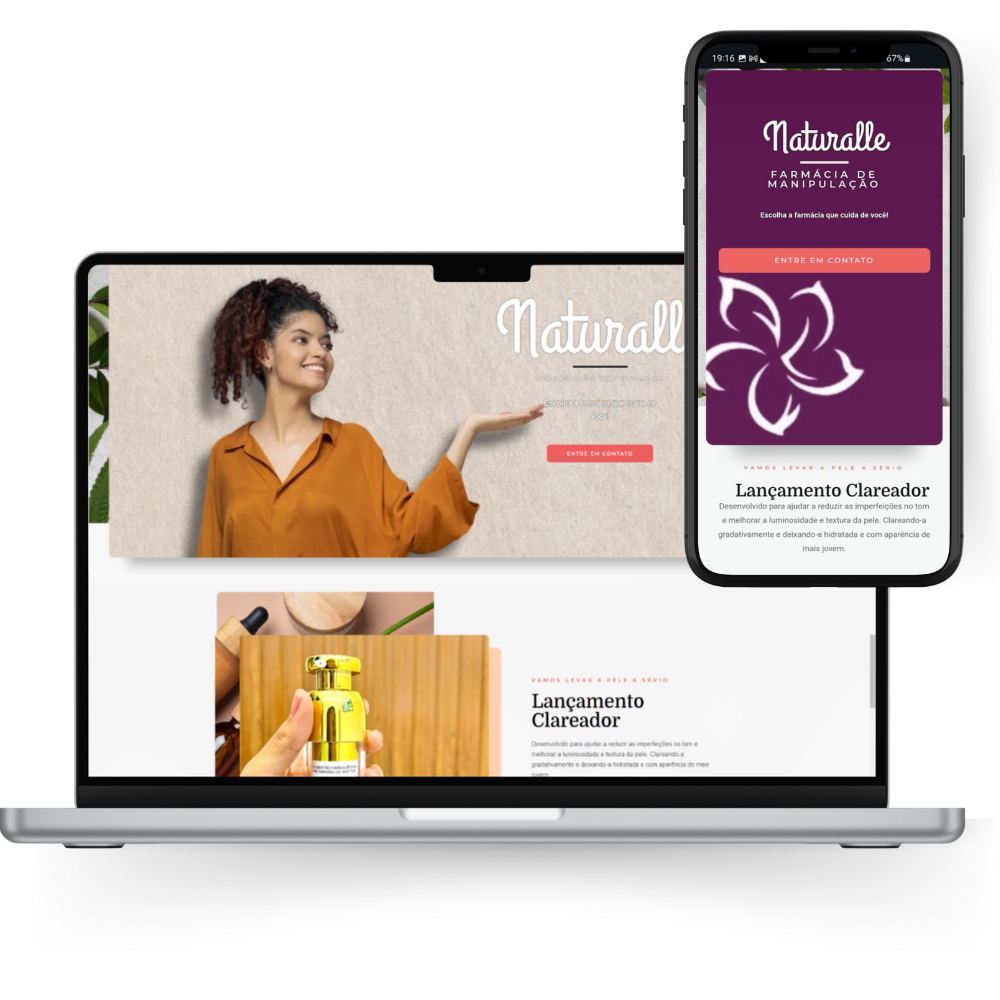 19:16
67%
Naturalle
FARMÁCIA DE
MANIPULAÇÃO
Escolha a farmácia que cuida de você!
ENTRE EM CONTATO
VAMOS LEVAR A PELE A SÉRIO
Lançamento Clareador
Desenvolvido para ajudar a reduzir as imperfeições no tom
e melhorar a luminosidade e textura da pele. Clareando-a
gradativamente e deixando-a hidratada e com aparência de
mais jovem.
Naturall
Escolha a farmácia que cuida de
você!
ENTRE EM CONTATO
VAMOS LEVAR A PELE A SÉRIO
Lançamento
Clareador
Desenvolvido para ajudar a reduzir as imperfeições no tom e
melhorar a luminosidade e textura da pele. Clareando-a
gradativamente e deixando-a hidratada e com aparência de mais
jovem.